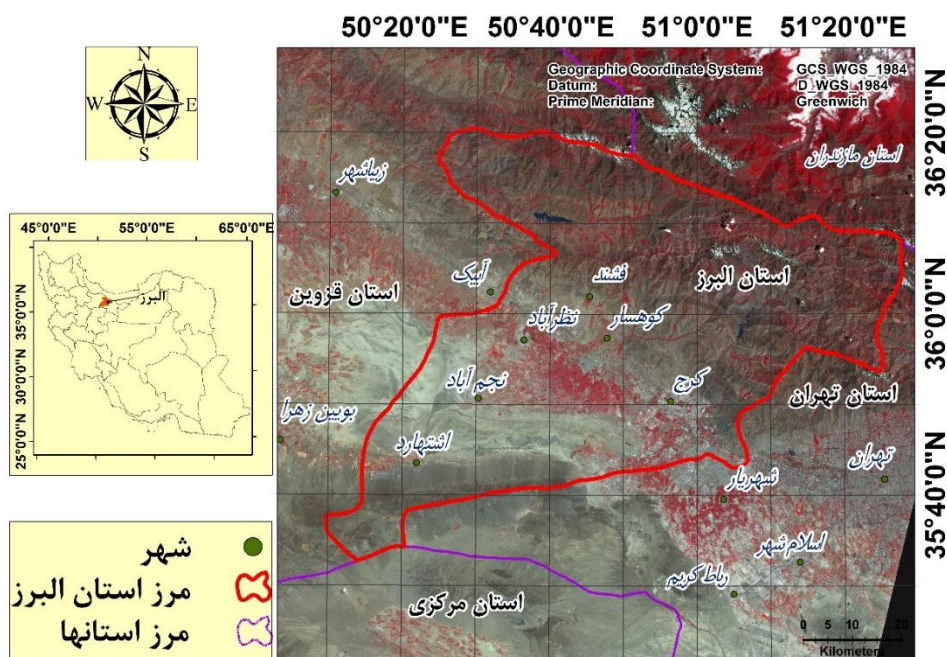 50°20'0"E 50°40'0"E 51°0'0"E 51°20'0"E
N
W E
S
Geographic Coordinate System: GCS_WGS_1984
Datum: D_WGS_1984
Prime Meridian: Greenwich
36°20'0"N
36°0'0"N
35°40'0"N
استان مازندران
زیباشهر
استان البرز
فشند
آبیک
استان قزوین
کوهسار
نظرآباد
کرج
نجم آباد
استان تهران
بویین زهرا
اشتهارد
تهران
شهریار
اسلام شهر
رباط کریم
استان مرکزی
0 5 10 20
Kilometers
45°0'0"E 55°0'0"E 65°0'0"E
35°0'0"N
30°0'0"N
25°0'0"N
البرز
شهر
مرز استان البرز
مرز استانها